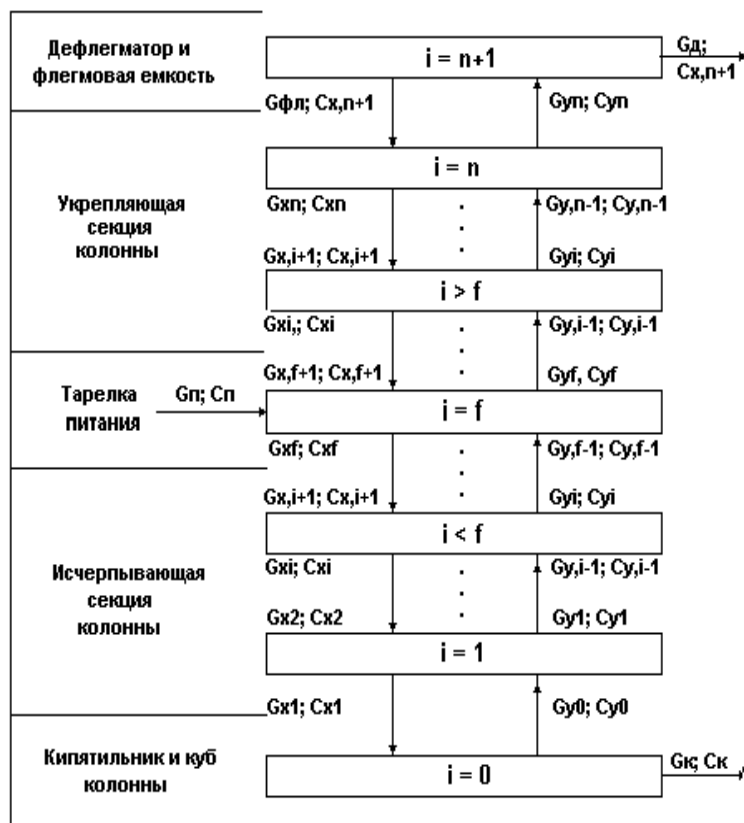 Дефлегматор и
флегмовая емкость
i = n+1
Gд;
Cх,n+1
Gфл; Cх,n+1
Gyn; Cyn
i = n
Укрепляющая
секция
колонны
Gxn; Cxn
Gy,n-1; Cy,n-1
Gx,i+1; Cx,i+1
Gyi; Cyi
i > f
Gxi,; Cxi
Gy,i-1; Cy,i-1
Gx,f+1; Cx,f+1
Gyf, Cyf
Тарелка
питания
Gп; Cп
i = f
Gxf; Cxf
Gy,f-1; Cy,f-1
Gx,i+1; Cx,i+1
Gyi; Cyi
i < f
Исчерпывающая
секция
колонны
Gxi; Cxi
Gy,i-1; Cy,i-1
Gx2; Cx2
Gy1; Cy1
i = 1
Gx1; Cx1
Gy0; Cy0
Кипятильник и куб
колонны
i = 0
Gк; Cк